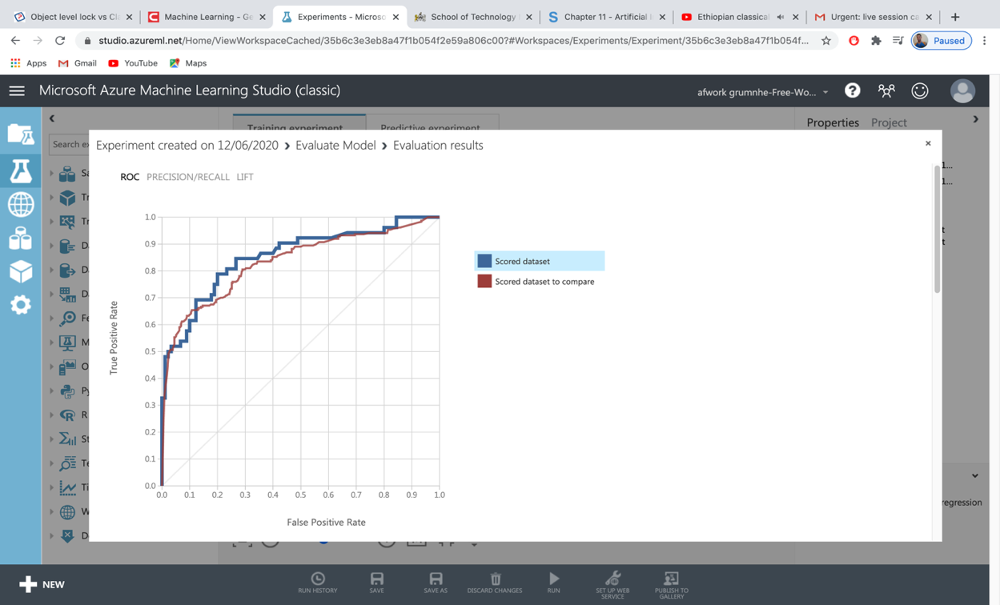 Object level lock vs Cl
Machine Learning - Ge
Experiments - Microso
School of Technology
Chapter 11 - Artificial I
Ethiopian classical
Urgent: live session ca
studio.azureml.net/Home/ViewWorkspaceCached/35b6c3e3eb8a47f1b054f2e59a806c00?#Workspaces/Experiments/Experiment/35b6c3e3eb8a47f1b054f...
Paused
Apps Gmail YouTube Maps
Microsoft Azure Machine Learning Studio (classic)
afwork grumnhe-Free-Wo...
Training experiment Predictive experiment
Properties Project
Search ex
Experiment created on 12/06/2020 › Evaluate Model › Evaluation results
ROC PRECISION/RECALL LIFT
Sa
Tr
Tr
D
D
D
Fe
M
O
Py
R
St
Te
Ti
W
D
1...
1...
t
t
regression
True Positive Rate
1.0
0.9
0.8
0.7
0.6
0.5
0.4
0.3
0.2
0.1
0.0
0.0 0.1 0.2 0.3 0.4 0.5 0.6 0.7 0.8 0.9 1.0
False Positive Rate
Scored dataset
Scored dataset to compare
NEW
RUN HISTORY
SAVE
SAVE AS
DISCARD CHANGES
RUN
SET UP WEB
SERVICE
PUBLISH TO
GALLERY